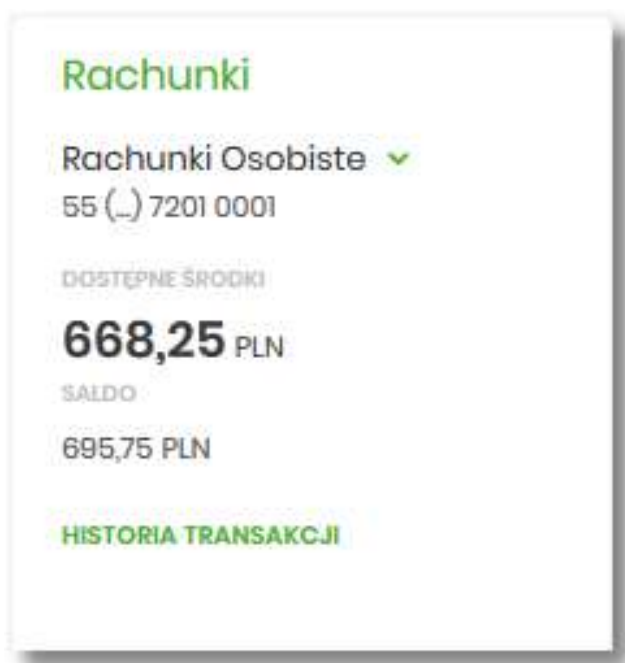 Rachunki
Rachunki Osobiste
55 (...) 7201 0001
DOSTĘPNE ŚRODKI
668,25 PLN
SALDO
695,75 PLN
HISTORIA TRANSAKCJI